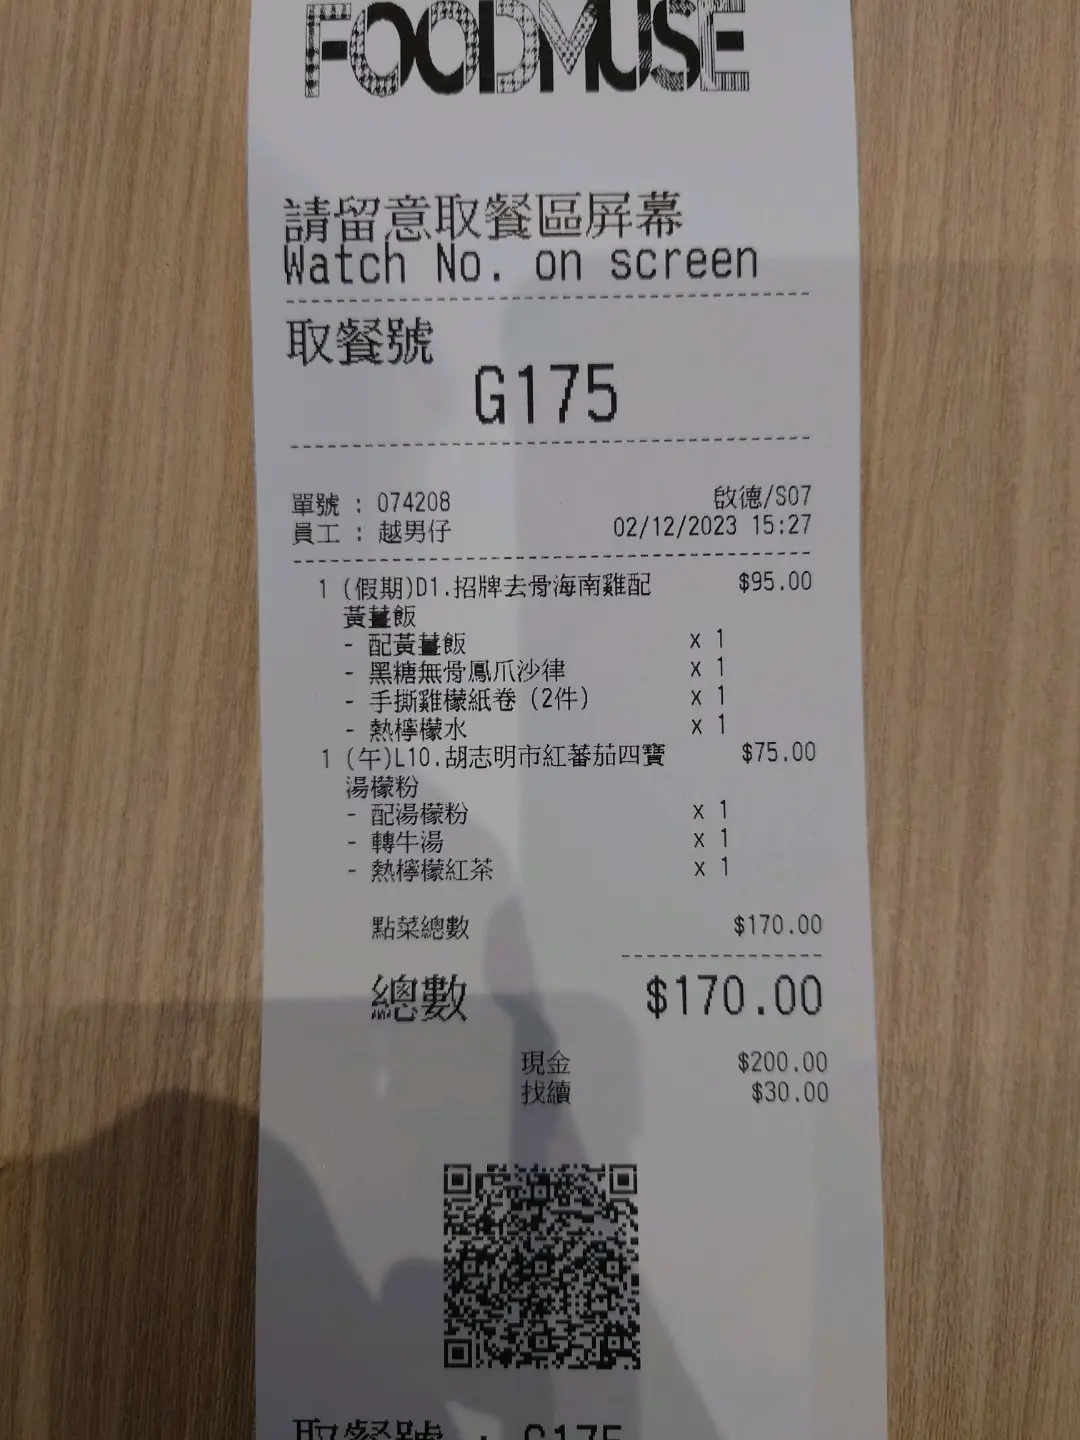 FOODMUSE
請留意取餐區屏幕
Watch No. on screen
取餐號
G175
單號 : 074208 啟德/S07
員工 : 越男仔 02/12/2023 15:27
1 (假期)D1.招牌去骨海南雞配 $95.00
黃薑飯
- 配黃薑飯 x 1
- 黑糖無骨鳳爪沙律 x 1
- 手撕雞檬紙卷 (2件) x 1
- 熱檸檬水 x 1
1 (午)L10.胡志明市紅蕃茄四寶 $75.00
湯檬粉
- 配湯檬粉 x 1
- 轉牛湯 x 1
- 熱檸檬紅茶 x 1
點菜總數 $170.00
總數 $170.00
現金 $200.00
找續 $30.00
取餐號 : G175